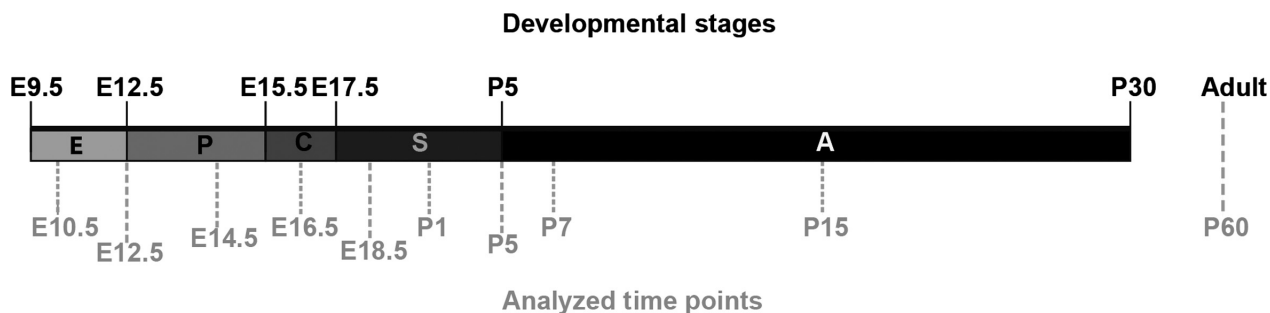 Developmental stages
E9.5 E12.5 E15.5 E17.5 P5 P30 Adult
E P C S A
E10.5 E12.5 E14.5 E16.5 E18.5 P1 P5 P7 P15 P60
Analyzed time points